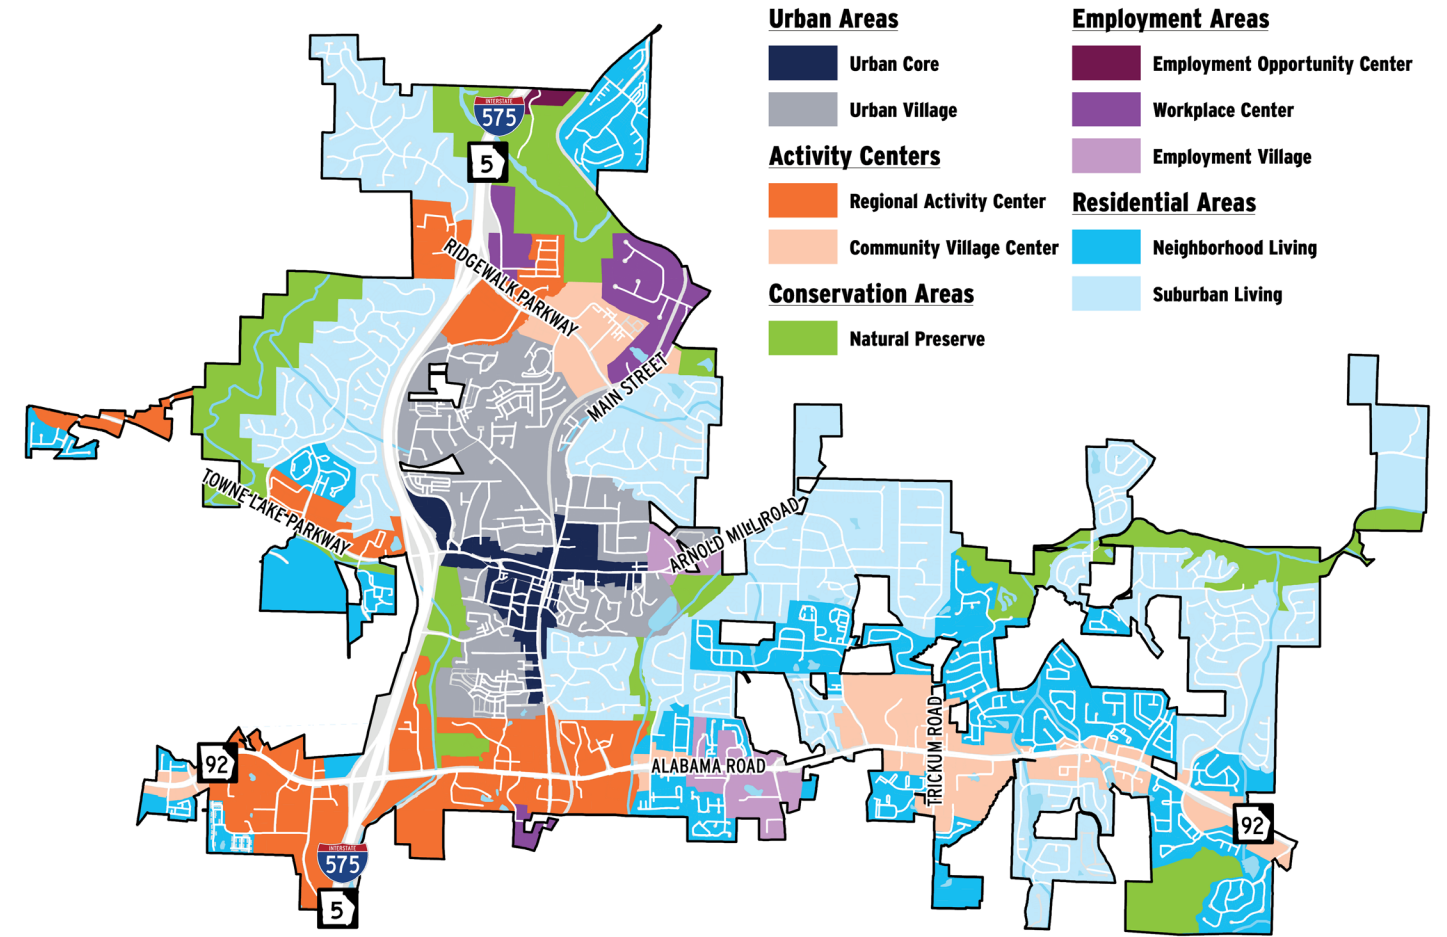 Urban Areas
Urban Core
Urban Village
Activity Centers
Regional Activity Center
Community Village Center
Conservation Areas
Natural Preserve
Employment Areas
Employment Opportunity Center
Workplace Center
Employment Village
Residential Areas
Neighborhood Living
Suburban Living
INTERSTATE
575
5
RIDGEWALK PARKWAY
MAIN STREET
TOWNE LAKE PARKWAY
ARNOLD MILL ROAD
TRICKUM ROAD
ALABAMA ROAD
92
92
INTERSTATE
575
5